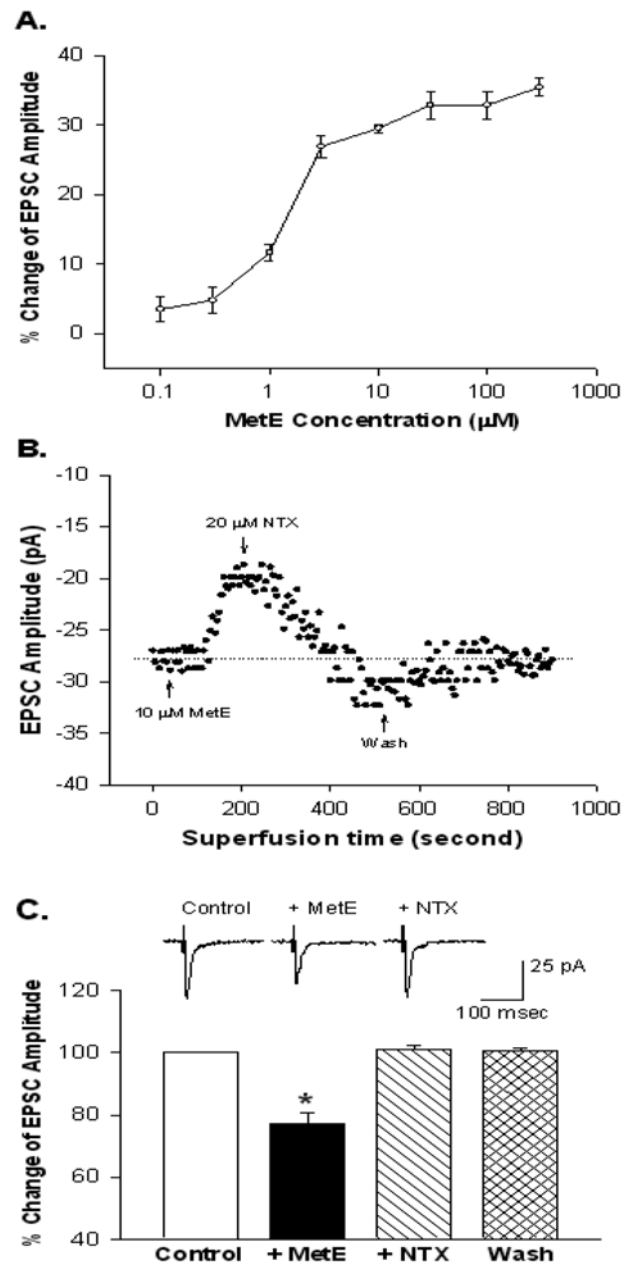 A.
% Change of EPSC Amplitude
40
30
20
10
0
0.1 1 10 100 1000
MetE Concentration (µM)
B.
EPSC Amplitude (pA)
-10
-15
-20
-25
-30
-35
-40
20 µM NTX
10 µM MetE
Wash
0 200 400 600 800 1000
Superfusion time (second)
C.
Control + MetE + NTX
25 pA
100 msec
% Change of EPSC Amplitude
120
100
80
60
40
*
Control + MetE + NTX Wash